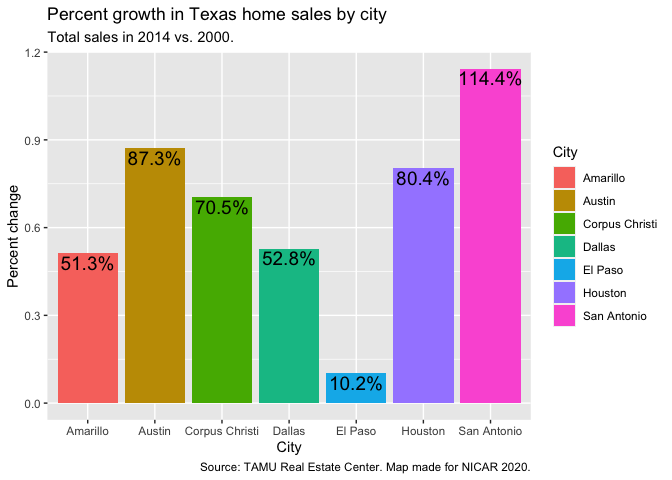 Percent growth in Texas home sales by city
Total sales in 2014 vs. 2000.
Percent change
1.2
0.9
0.6
0.3
0.0
51.3%
87.3%
70.5%
52.8%
10.2%
80.4%
114.4%
Amarillo
Austin
Corpus Christi
Dallas
El Paso
Houston
San Antonio
City
City
Amarillo
Austin
Corpus Christi
Dallas
El Paso
Houston
San Antonio
Source: TAMU Real Estate Center. Map made for NICAR 2020.